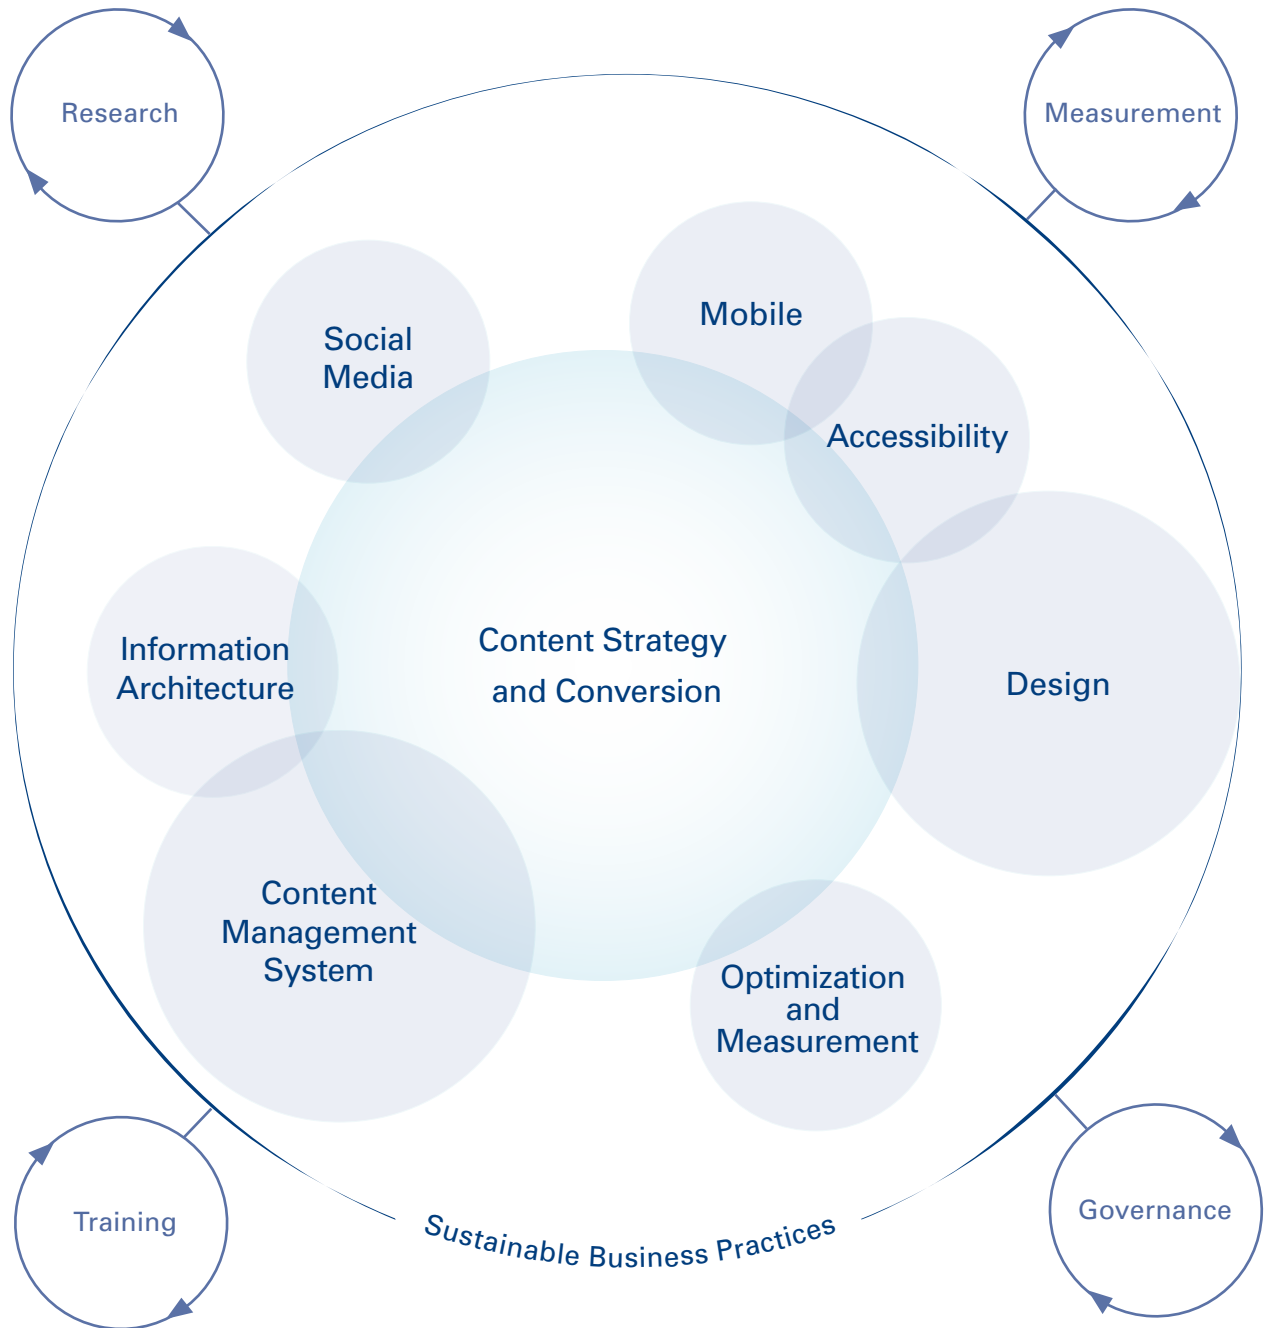 Research
Measurement
Mobile
Social
Media
Accessibility
Content Strategy
and Conversion
Information
Architecture
Design
Content
Management
System
Optimization
and
Measurement
Training
Governance
Sustainable Business Practices